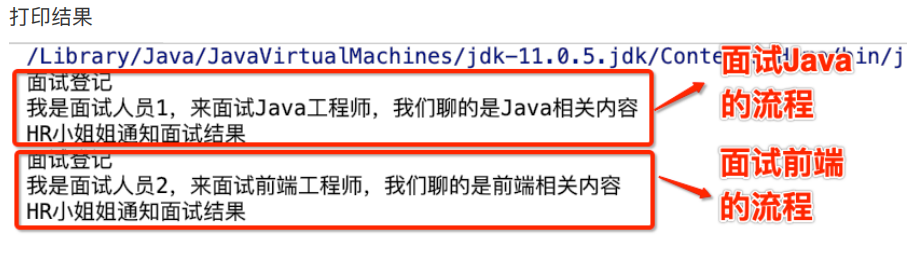 打印结果
/Library/Java/JavaVirtualMachines/jdk-11.0.5.jdk/Conte
bin/j
面试登记
我是面试人员1，来面试Java工程师，我们聊的是Java相关内容
HR小姐姐通知面试结果
面试Java
的流程
面试登记
我是面试人员2，来面试前端工程师，我们聊的是前端相关内容
HR小姐姐通知面试结果
面试前端
的流程